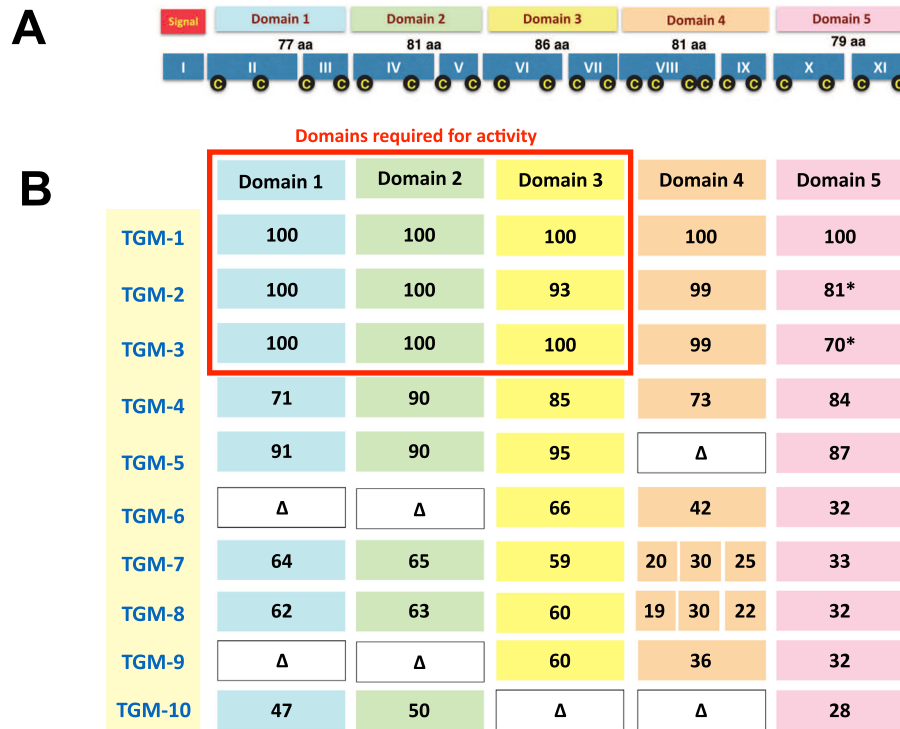 A
Signal Domain 1 Domain 2 Domain 3 Domain 4 Domain 5
77 aa 81 aa 86 aa 81 aa 79 aa
I II III IV V VI VII VIII IX X XI
C C C C C C C C C C C C C C C C C C C C C C
Domains required for activity
B
Domain 1 Domain 2 Domain 3 Domain 4 Domain 5
TGM-1 100 100 100 100 100
TGM-2 100 100 93 99 81*
TGM-3 100 100 100 99 70*
TGM-4 71 90 85 73 84
TGM-5 91 90 95 Δ 87
TGM-6 Δ Δ 66 42 32
TGM-7 64 65 59 20 30 25 33
TGM-8 62 63 60 19 30 22 32
TGM-9 Δ Δ 60 36 32
TGM-10 47 50 Δ Δ 28